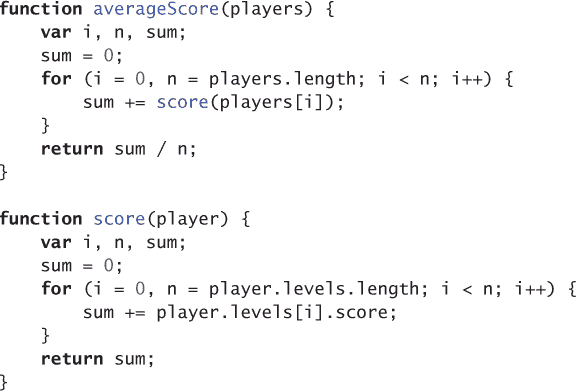 function averageScore(players) {
    var i, n, sum;
    sum = 0;
    for (i = 0, n = players.length; i < n; i++) {
        sum += score(players[i]);
    }
    return sum / n;
}

function score(player) {
    var i, n, sum;
    sum = 0;
    for (i = 0, n = player.levels.length; i < n; i++) {
        sum += player.levels[i].score;
    }
    return sum;
}